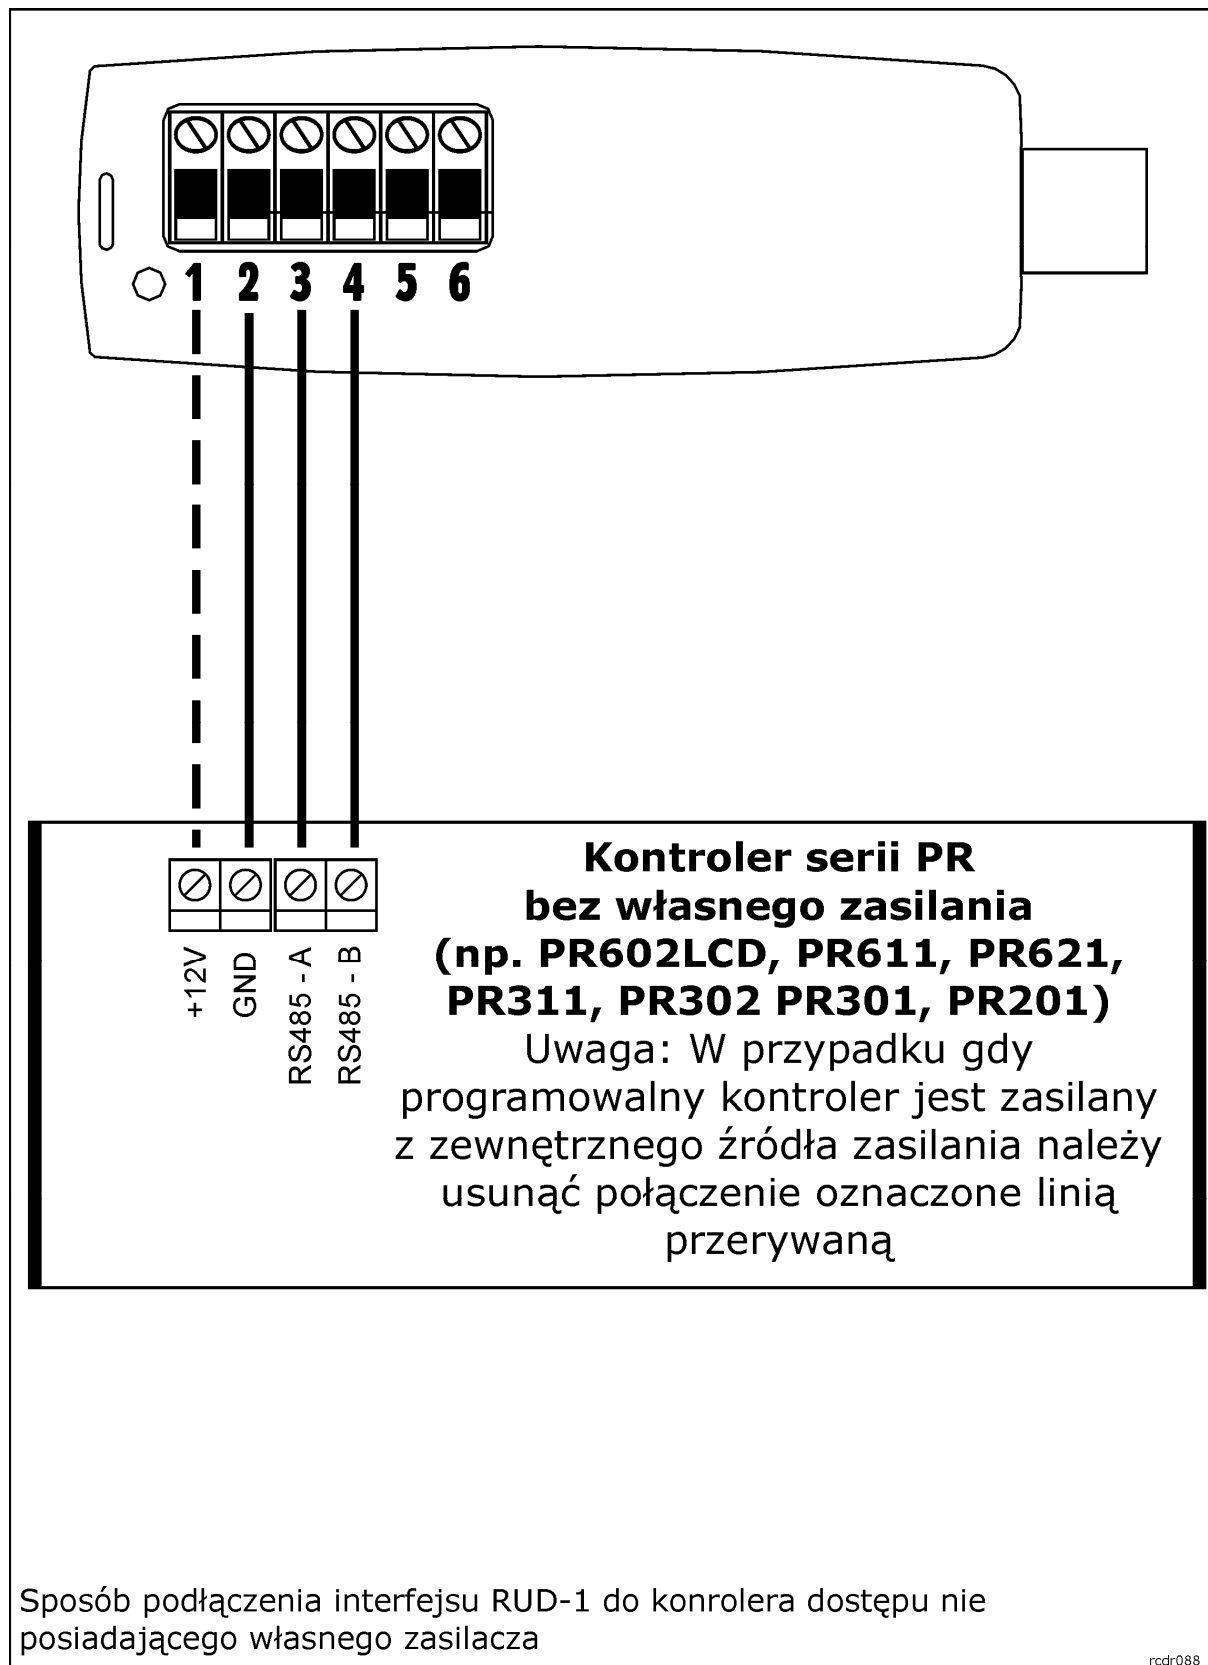 1 2 3 4 5 6
+12V
GND
RS485 - A
RS485 - B
Kontroler serii PR
bez własnego zasilania
(np. PR602LCD, PR611, PR621,
PR311, PR302 PR301, PR201)
Uwaga: W przypadku gdy
programowalny kontroler jest zasilany
z zewnętrznego źródła zasilania należy
usunąć połączenie oznaczone linią
przerywaną
Sposób podłączenia interfejsu RUD-1 do konrolera dostępu nie
posiadającego własnego zasilacza
rcdr088